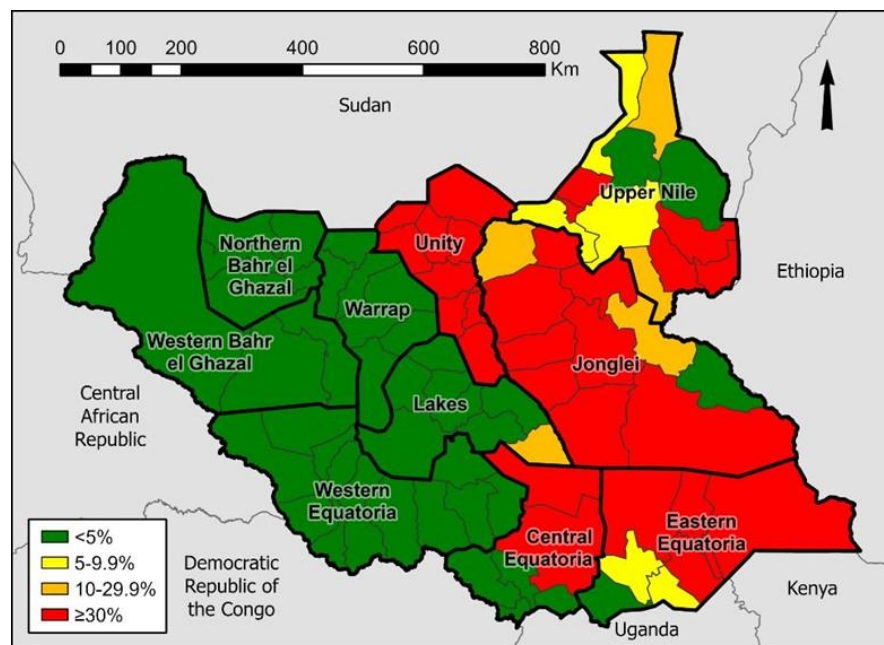 0 100 200 400 600 800
Km
Sudan
Upper Nile
Unity
Northern
Bahr el
Ghazal
Ethiopia
Warrap
Western Bahr
el Ghazal
Jonglei
Central
African
Republic
Lakes
Western
Equatoria
Central
Equatoria
Eastern
Equatoria
<5%
5-9.9%
10-29.9%
≥30%
Democratic
Republic of
the Congo
Kenya
Uganda